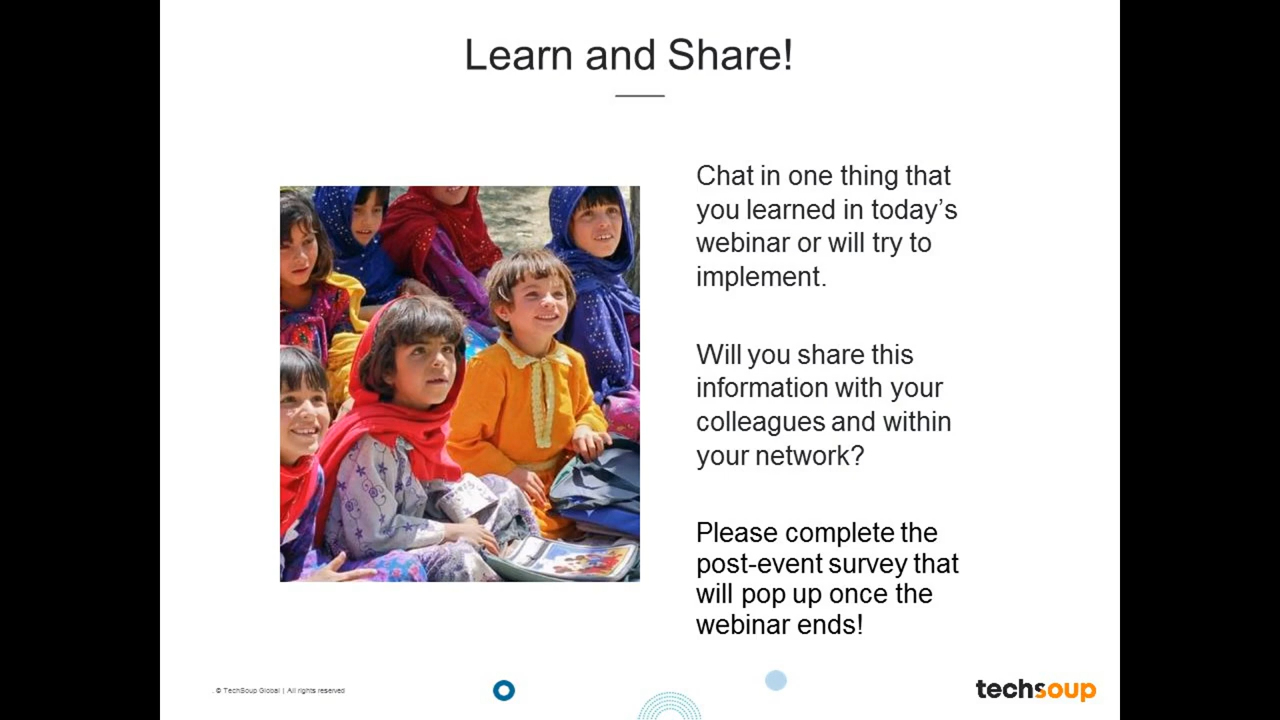 Learn and Share!
Chat in one thing that
you learned in today’s
webinar or will try to
implement.
Will you share this
information with your
colleagues and within
your network?
Please complete the
post-event survey that
will pop up once the
webinar ends!
. © TechSoup Global | All rights reserved
techsoup